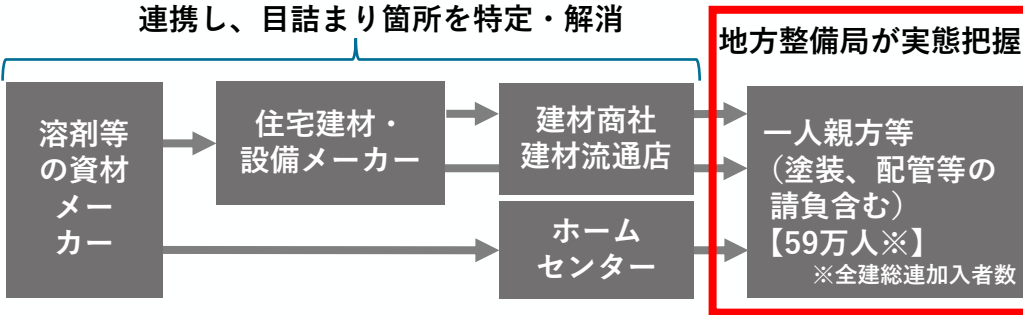 連携し、目詰まり箇所を特定・解消
地方整備局が実態把握
溶剤等
の資材
メー
カー
住宅建材・
設備メーカー
建材商社
建材流通店
ホーム
センター
一人親方等
（塗装、配管等の
請負含む）
【59万人※】
※全建総連加入者数